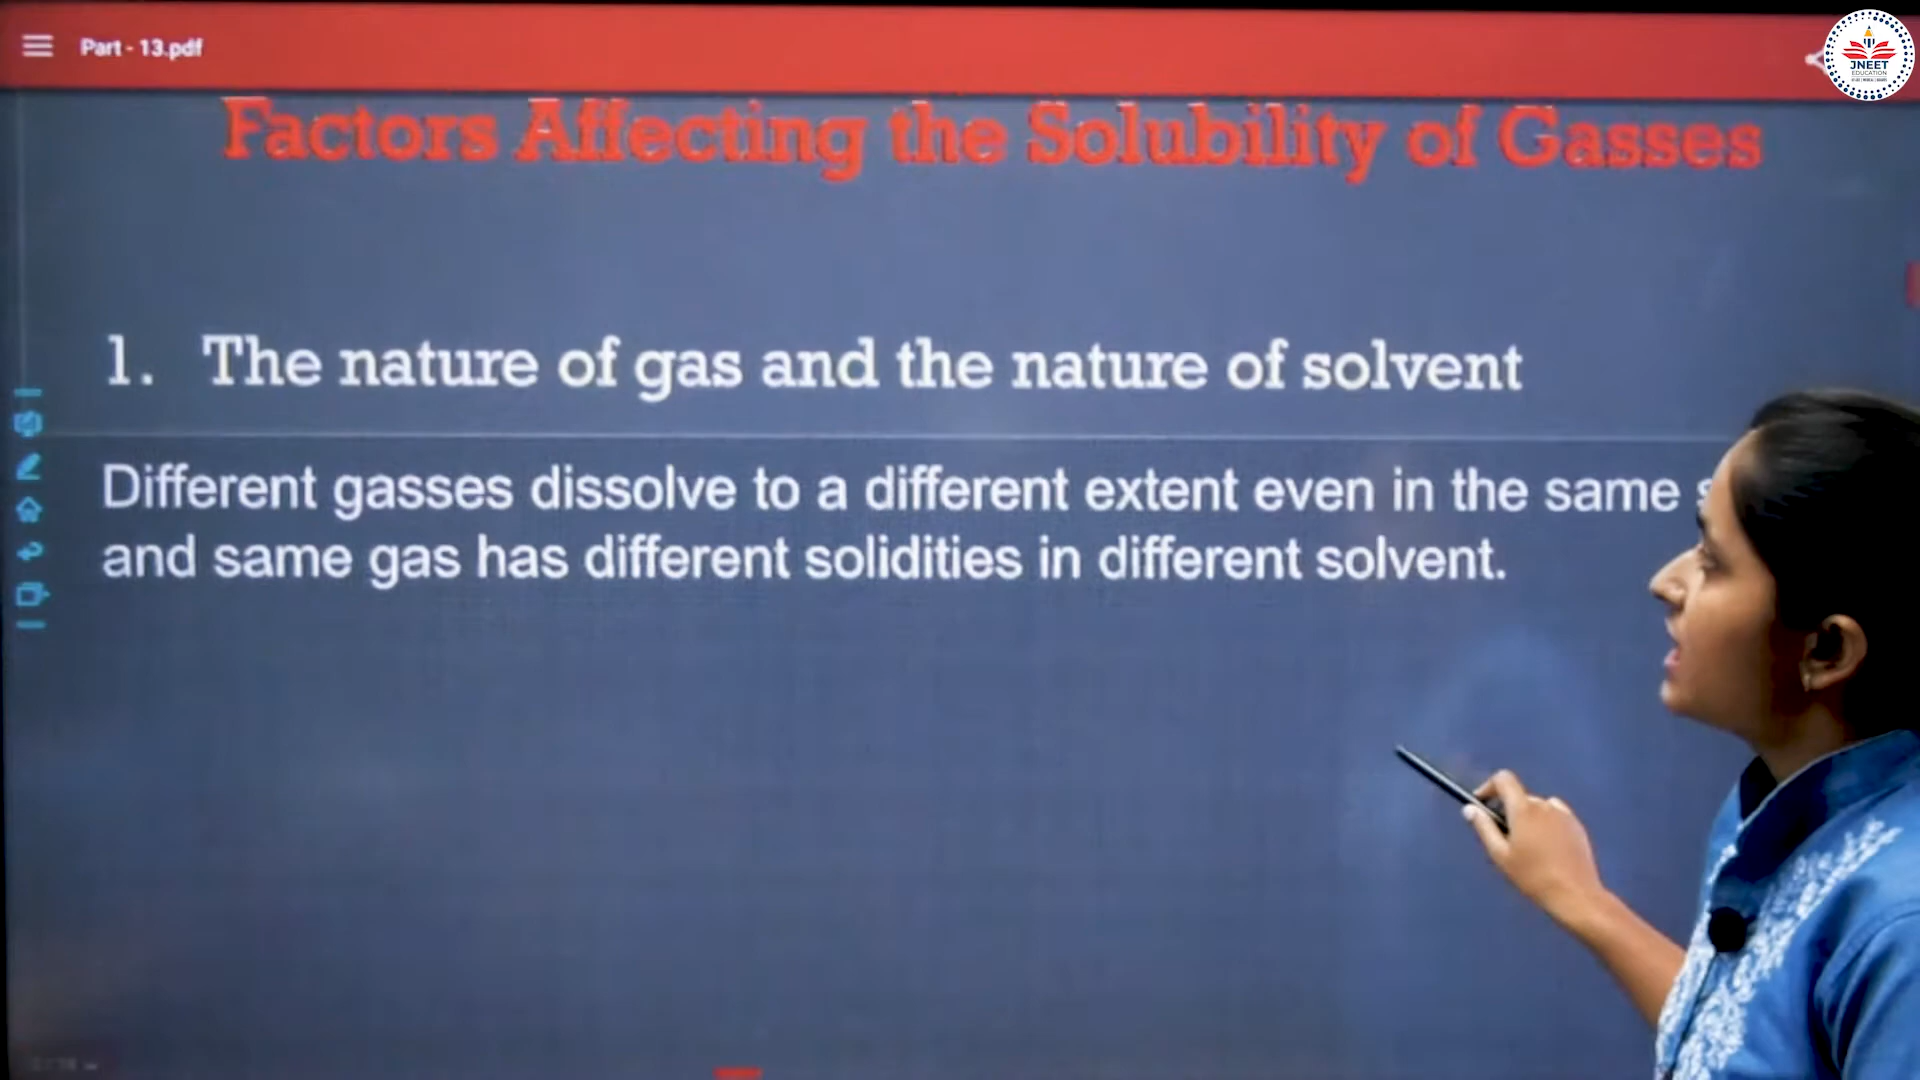 Part - 13.pdf
JNEET
EDUCATION
Factors Affecting the Solubility of Gasses
1. The nature of gas and the nature of solvent
Different gasses dissolve to a different extent even in the same
and same gas has different solidities in different solvent.